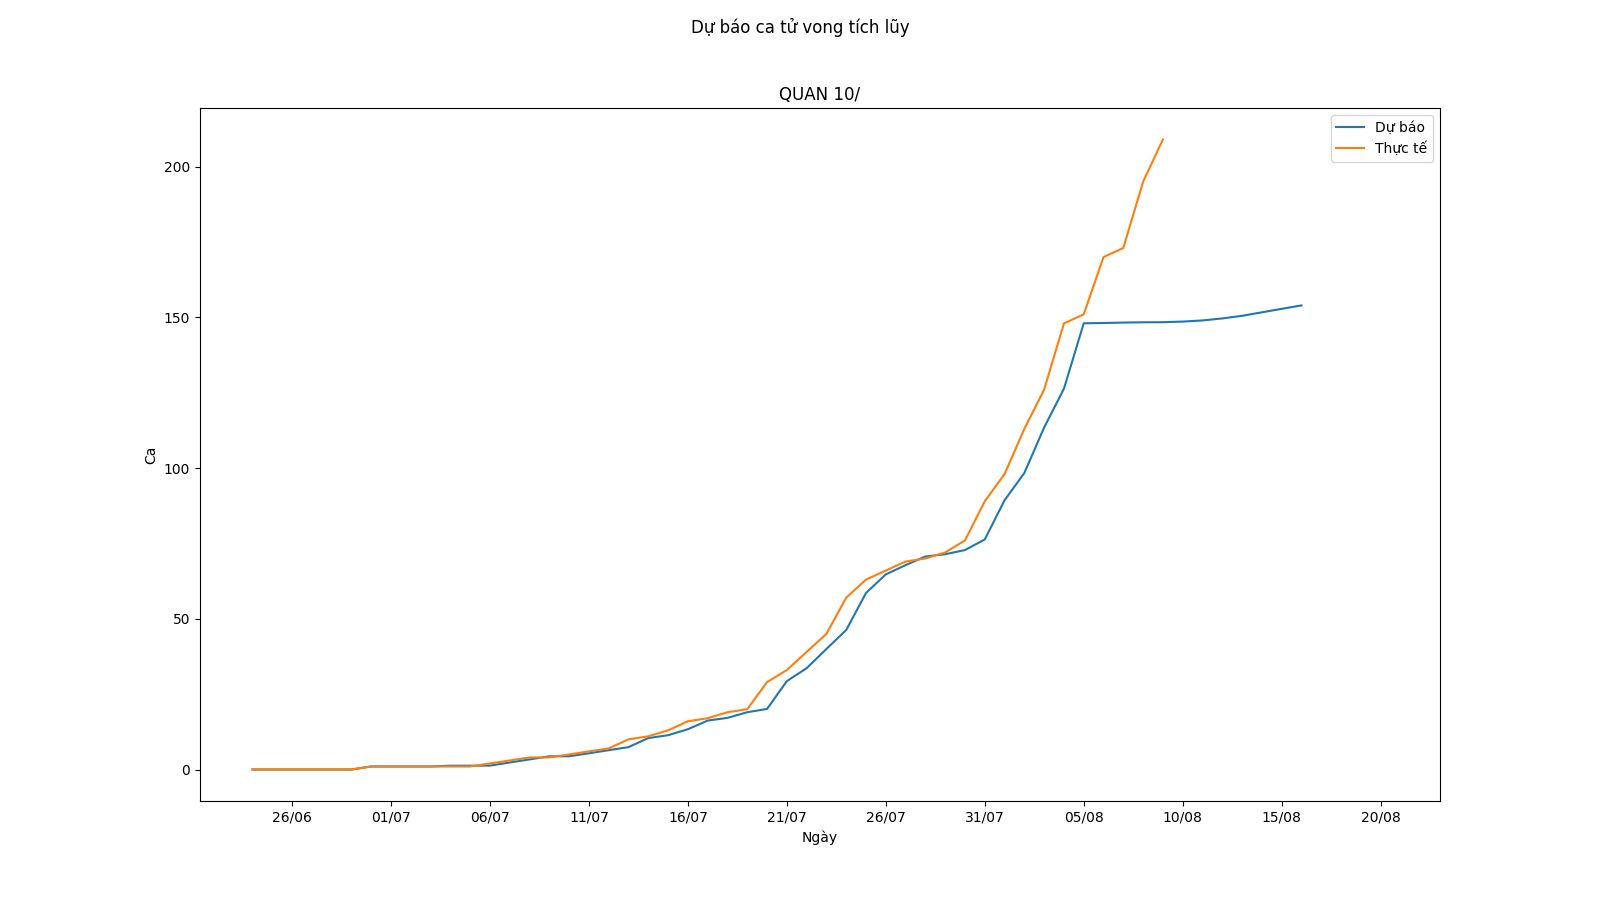 Dự báo ca tử vong tích lũy
QUAN 10/
Dự báo
Thực tế
200
150
100
50
0
Ca
26/06
01/07
06/07
11/07
16/07
21/07
26/07
31/07
05/08
10/08
15/08
20/08
Ngày